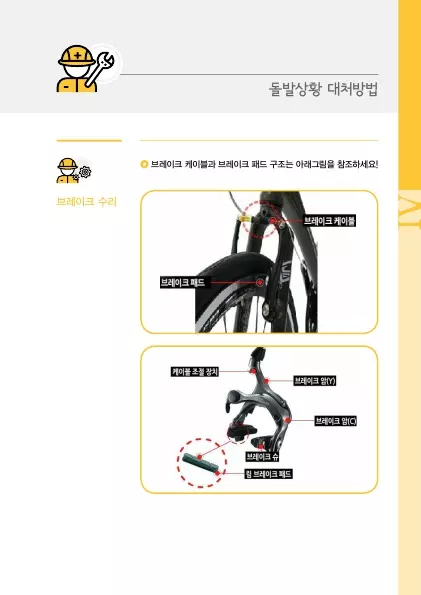 돌발상황 대처방법
브레이크 케이블과 브레이크 패드 구조는 아래그림을 참조하세요!
브레이크 수리
IV
브레이크 케이블
브레이크 패드
케이블 조절 장치
브레이크 암(Y)
브레이크 암(C)
브레이크 슈
림 브레이크 패드